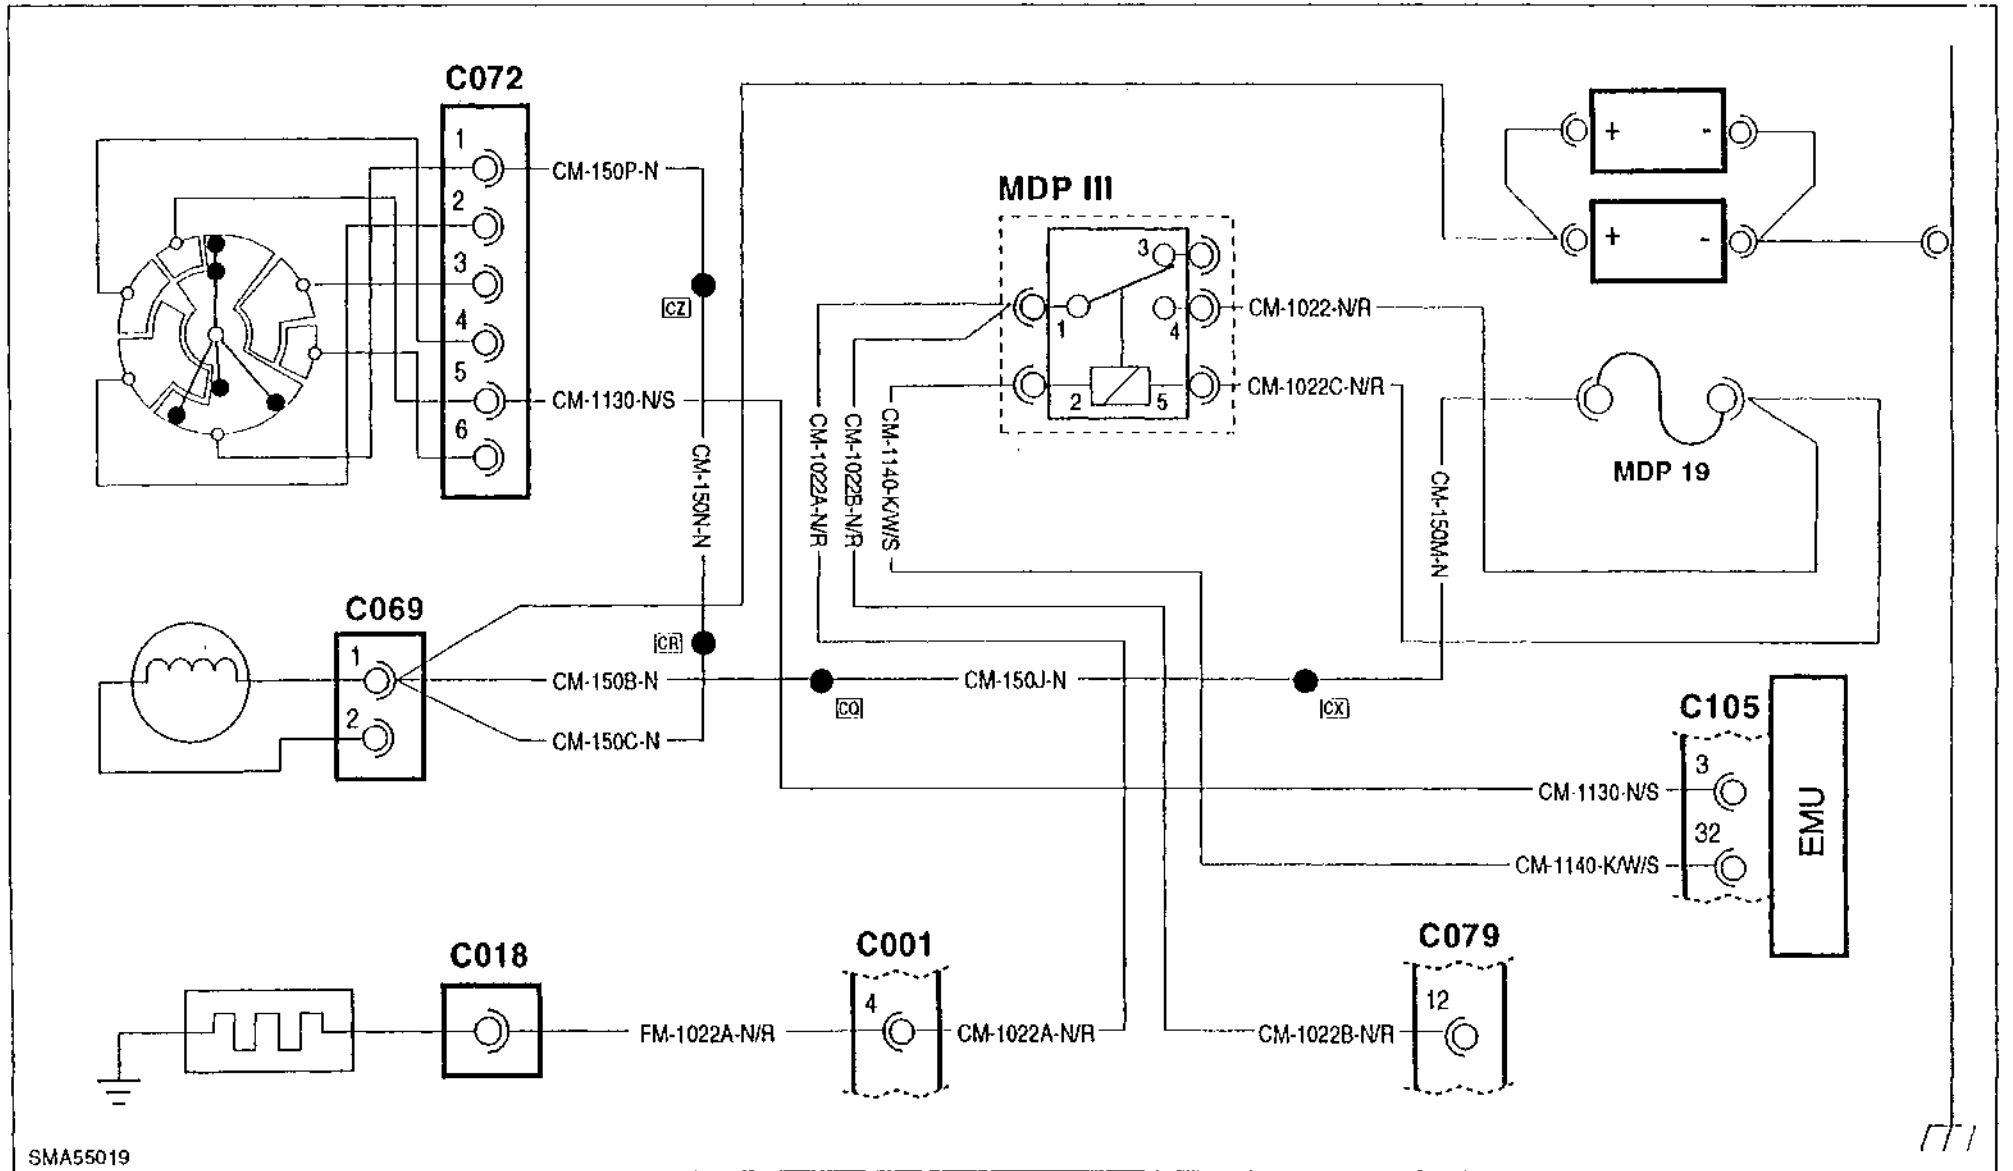 C072
1
2
3
4
5
6
CM-150P-N
CM-1130-N/S
CZ
CM-150N-N
CR
MDP III
3
1
4
2
5
CM-1022-N/R
CM-1022C-N/R
CM-1022A-N/R
CM-1022B-N/R
CM-1140-K/W/S
+ -
+ -
MDP 19
CM-150M-N
C069
1
2
CM-150B-N
CM-150C-N
CQ
CM-150J-N
CX
C105
3
32
CM-1130-N/S
CM-1140-K/W/S
EMU
C018
FM-1022A-N/R
C001
4
CM-1022A-N/R
C079
12
CM-1022B-N/R
SMA55019